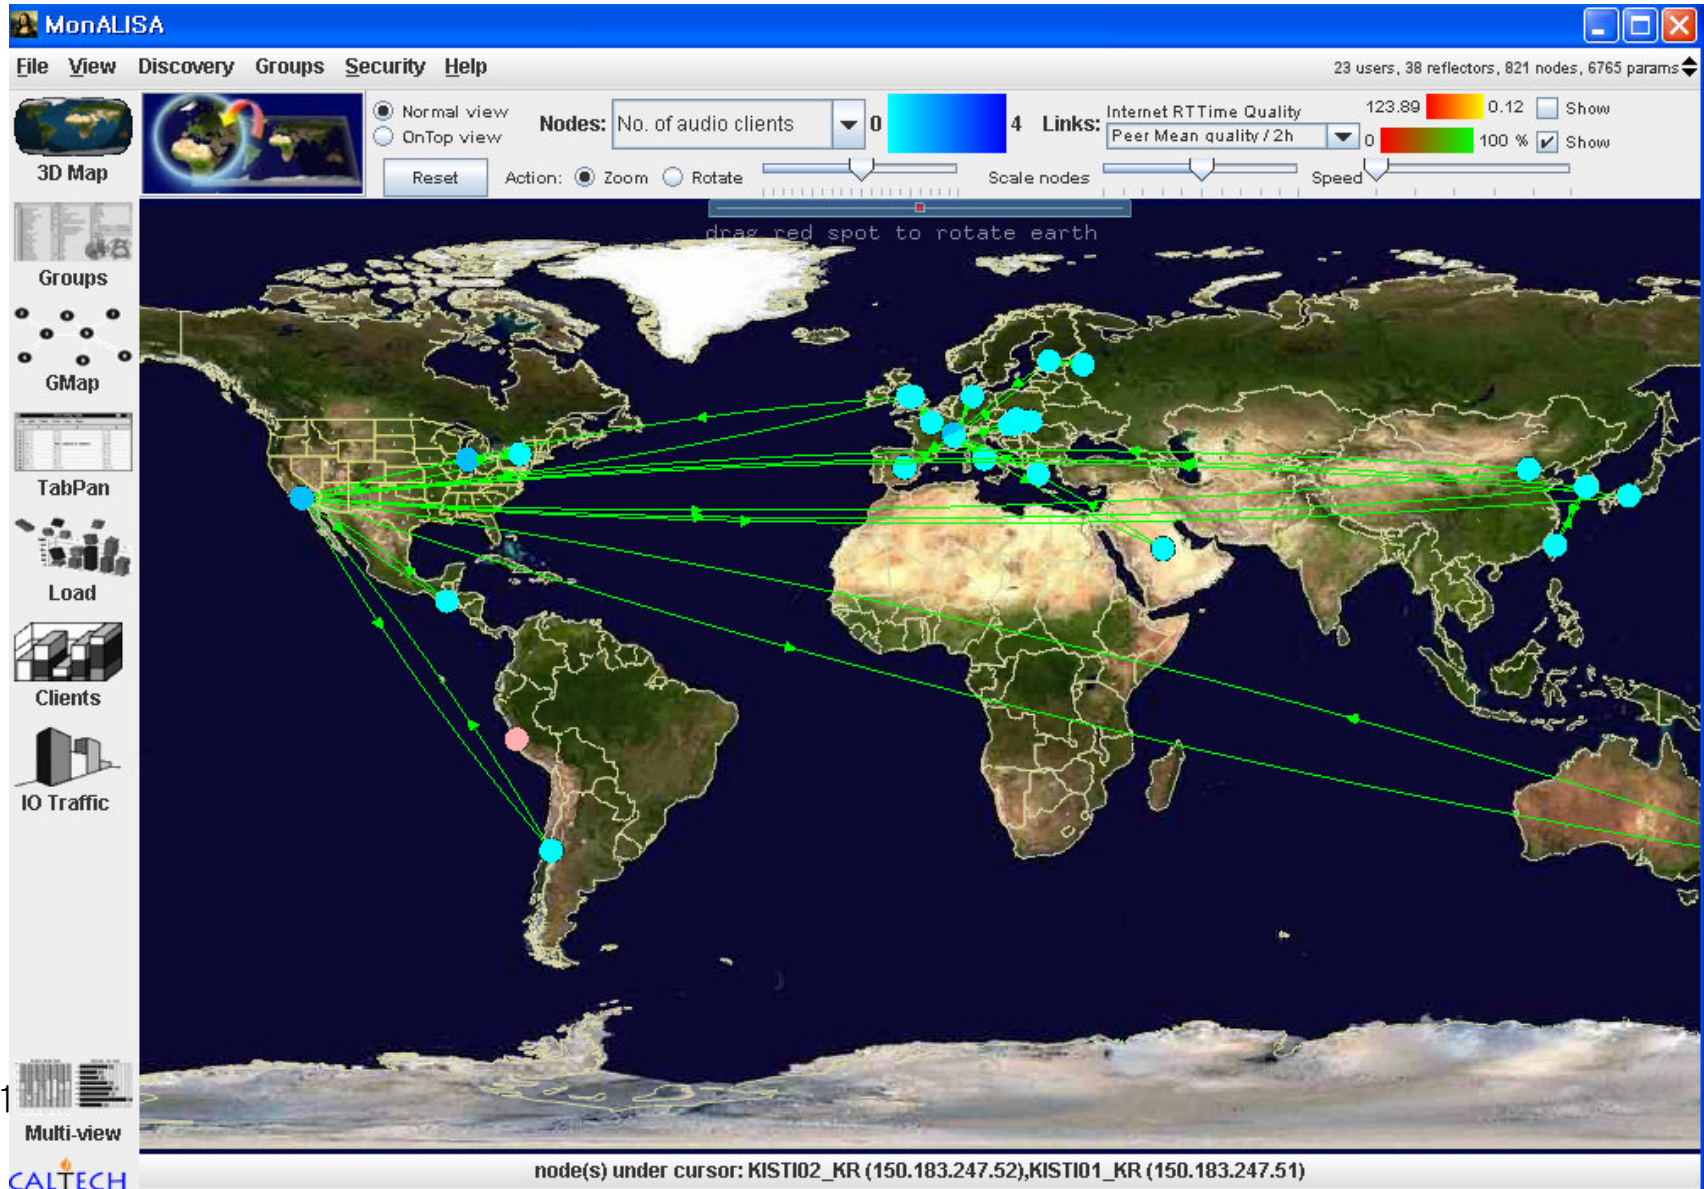 MonALISA
File View Discovery Groups Security Help
23 users, 38 reflectors, 821 nodes, 6765 params
3D Map
Groups
GMap
TabPan
Load
Clients
IO Traffic
Multi-view
CALTECH
1
Normal view
OnTop view
Reset
Nodes: No. of audio clients 0 4
Action: Zoom Rotate
Scale nodes
Links: Internet RTTime Quality 123.89 0.12 Show
Peer Mean quality / 2h 0 100 % Show
Speed
drag red spot to rotate earth
node(s) under cursor: KISTI02_KR (150.183.247.52),KISTI01_KR (150.183.247.51)